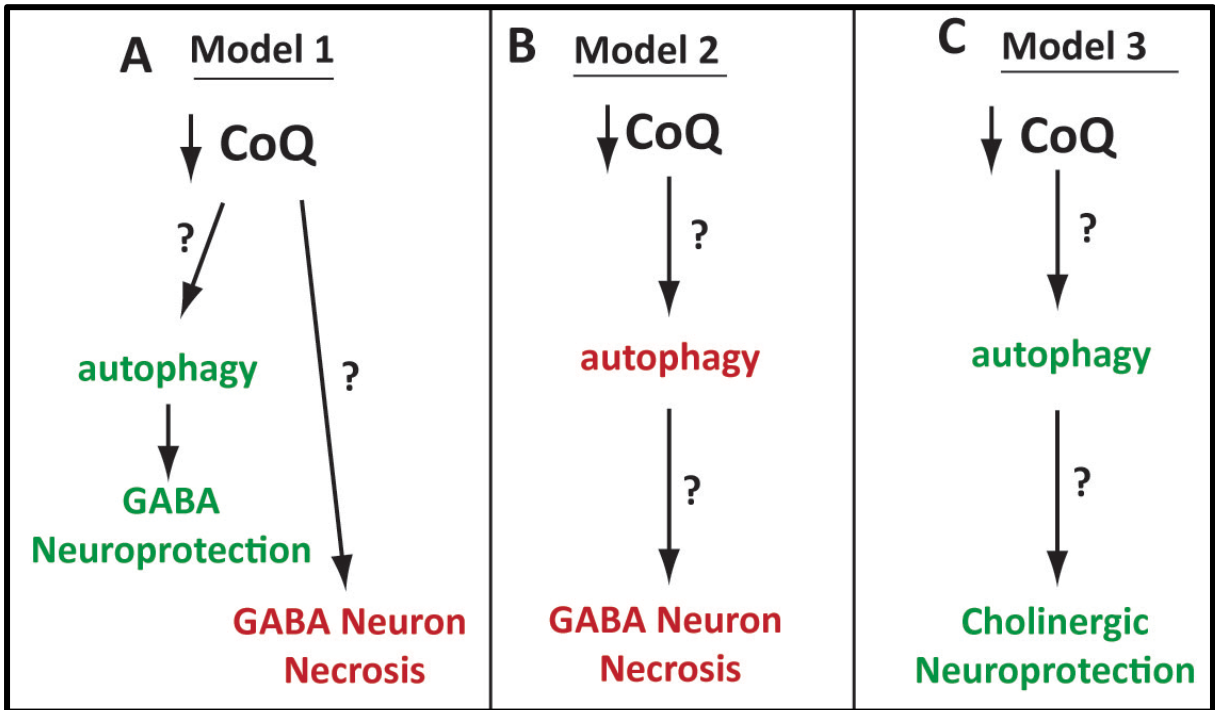 A Model 1
↓ CoQ
?
?
autophagy
GABA
Neuroprotection
GABA Neuron
Necrosis
B Model 2
↓ CoQ
?
autophagy
?
GABA Neuron
Necrosis
C Model 3
↓ CoQ
?
autophagy
?
Cholinergic
Neuroprotection